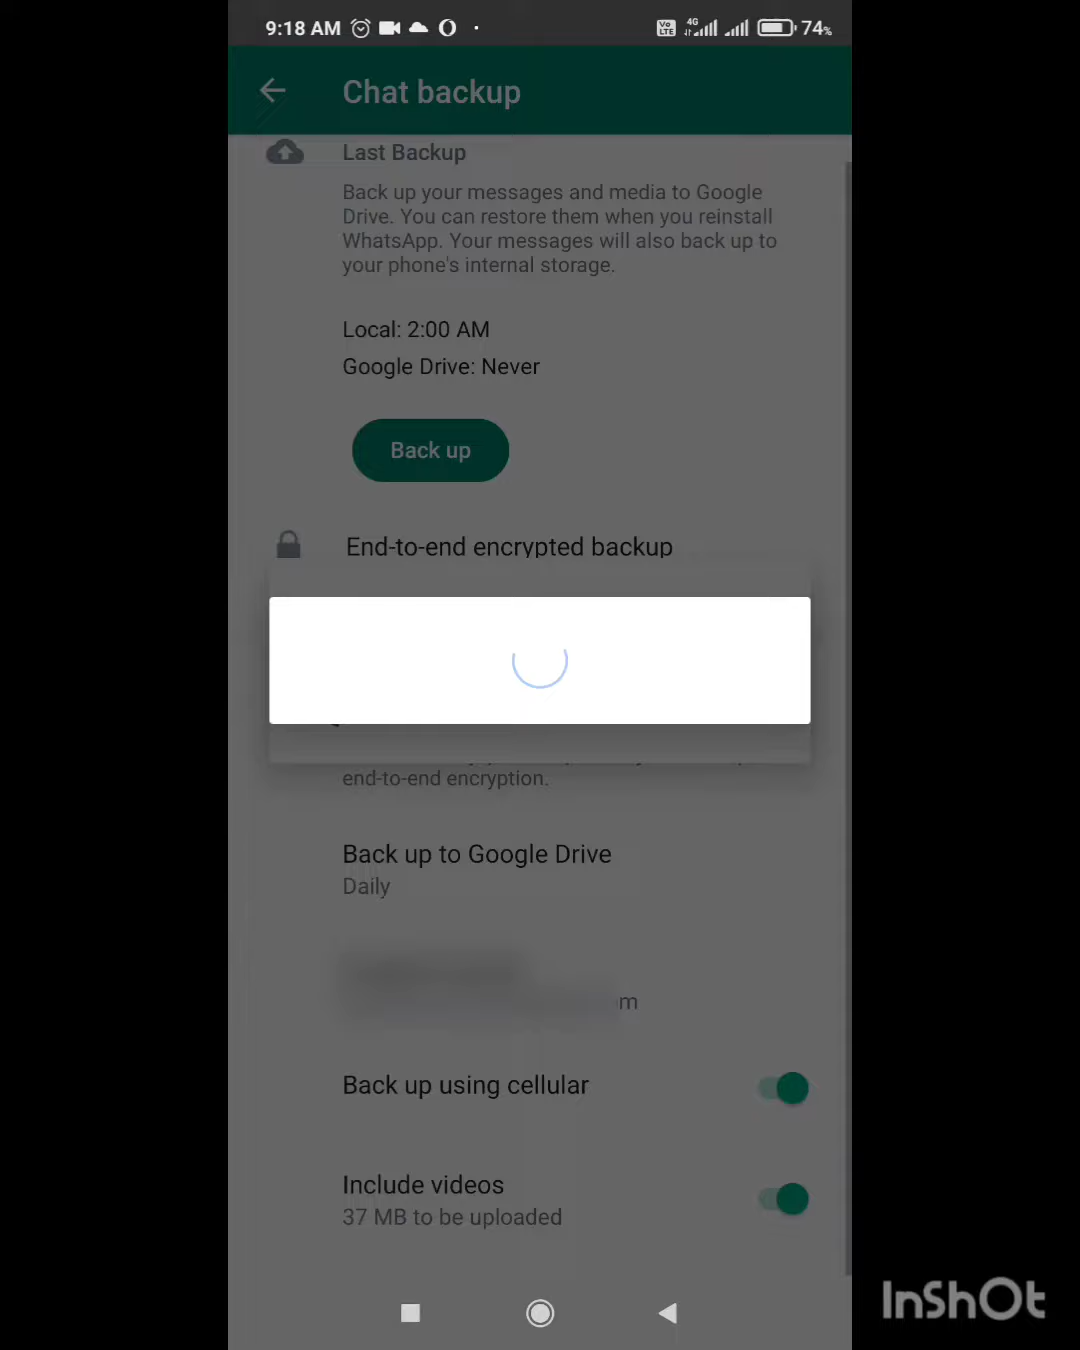 9:18 AM
Vo LTE 4G 74%
Chat backup
Last Backup
Back up your messages and media to Google
Drive. You can restore them when you reinstall
WhatsApp. Your messages will also back up to
your phone's internal storage.
Local: 2:00 AM
Google Drive: Never
Back up
End-to-end encrypted backup
end-to-end encryption.
Back up to Google Drive
Daily
m
Back up using cellular
Include videos
37 MB to be uploaded
InShOt